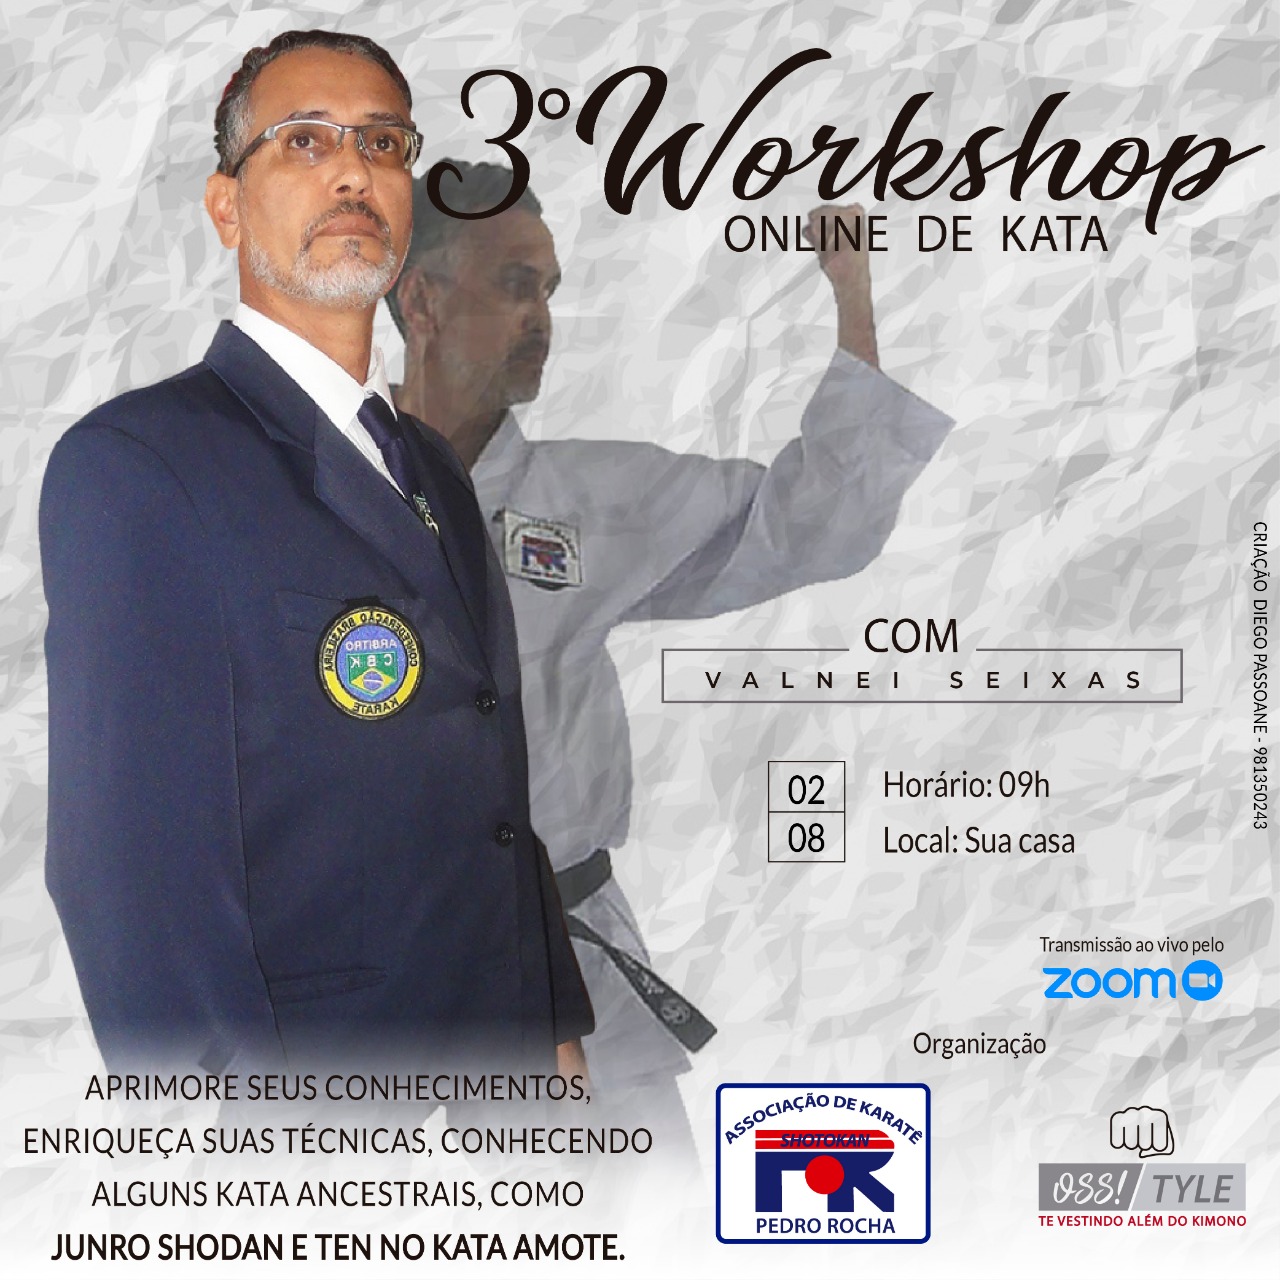 3º Workshop
ONLINE DE KATA
COM
VALNEI SEIXAS
02
08
Horário: 09h
Local: Sua casa
CRIAÇÃO DIEGO PASSOANE - 981350243
Transmissão ao vivo pelo
zoom
Organização
ASSOCIAÇÃO DE KARATÊ
SHOTOKAN
PR
PEDRO ROCHA
OSS!/TYLE
TE VESTINDO ALÉM DO KIMONO
APRIMORE SEUS CONHECIMENTOS,
ENRIQUEÇA SUAS TÉCNICAS, CONHECENDO
ALGUNS KATA ANCESTRAIS, COMO
JUNRO SHODAN E TEN NO KATA AMOTE.
CONFEDERAÇÃO BRASILEIRA
ARBITRO
C B K
KARATE